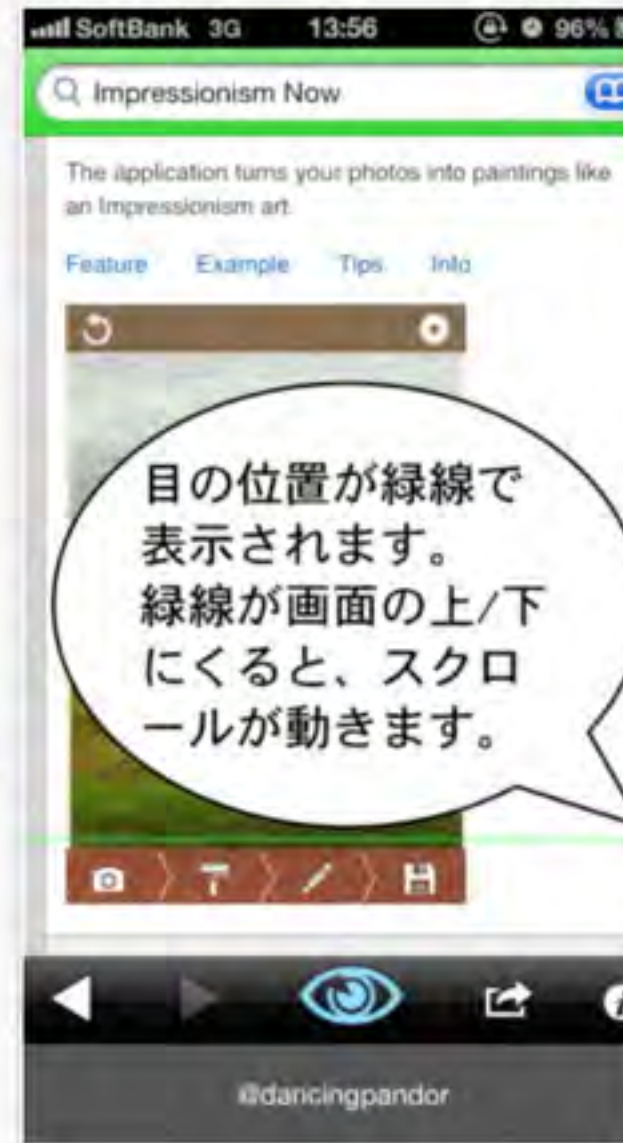 SoftBank 3G 13:56 96%
Impressionism Now
The application turns your photos into paintings like
an Impressionism art.
Feature Example Tips Info
目の位置が緑線で
表示されます。
緑線が画面の上/下
にくると、スクロ
ールが動きます。
@dancingpandor